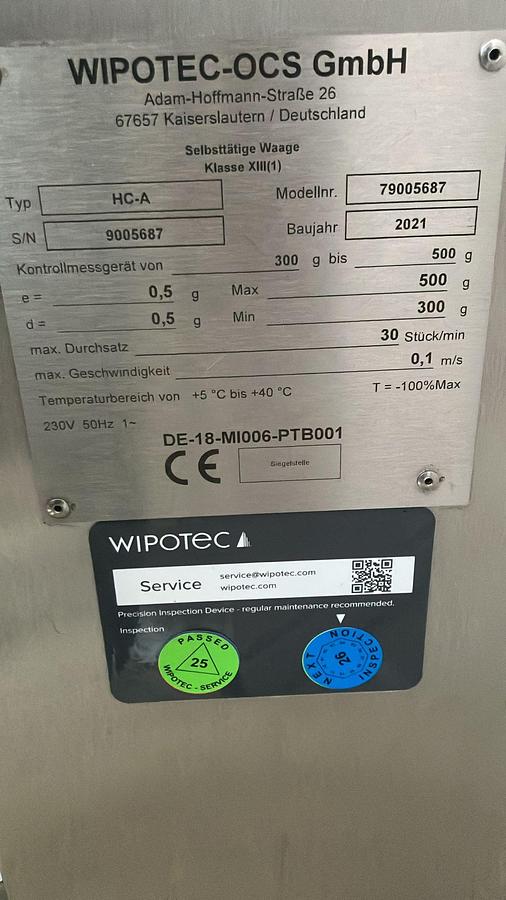 WIPOTEC-OCS GmbH
Adam-Hoffmann-Straße 26
67657 Kaiserslautern / Deutschland
Selbsttätige Waage
Klasse XIII(1)
Typ HC-A Modellnr. 79005687
S/N 9005687 Baujahr 2021
Kontrollmessgerät von 300 g bis 500 g
e = 0,5 g Max 500 g
d = 0,5 g Min 300 g
max. Durchsatz 30 Stück/min
max. Geschwindigkeit 0,1 m/s
Temperaturbereich von +5 °C bis +40 °C T = -100%Max
230V 50Hz 1~
DE-18-MI006-PTB001
CE Siegelstelle
WIPOTEC
Service service@wipotec.com
wipotec.com
Precision Inspection Device - regular maintenance recommended.
Inspection
PASSED
25
WIPOTEC - SERVICE
NEXT INSPECTION
26